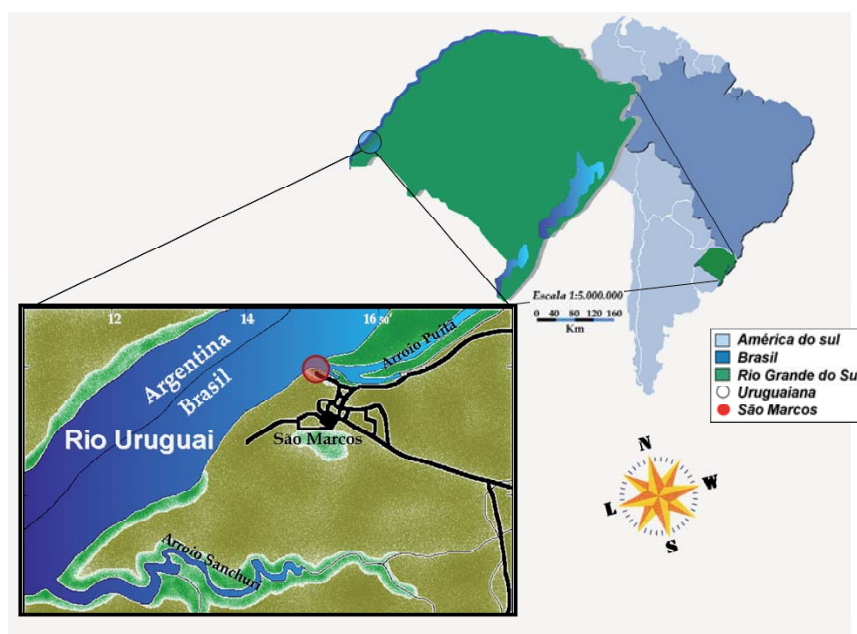 Escala 1:5.000.000
0 40 80 120 160
Km
América do sul
Brasil
Rio Grande do Su
Uruguaiana
São Marcos
N
W
L
S
12
14
16 50
Arroio Puitã
Argentina
Brasil
Rio Uruguai
São Marcos
Arroio Sanchuri